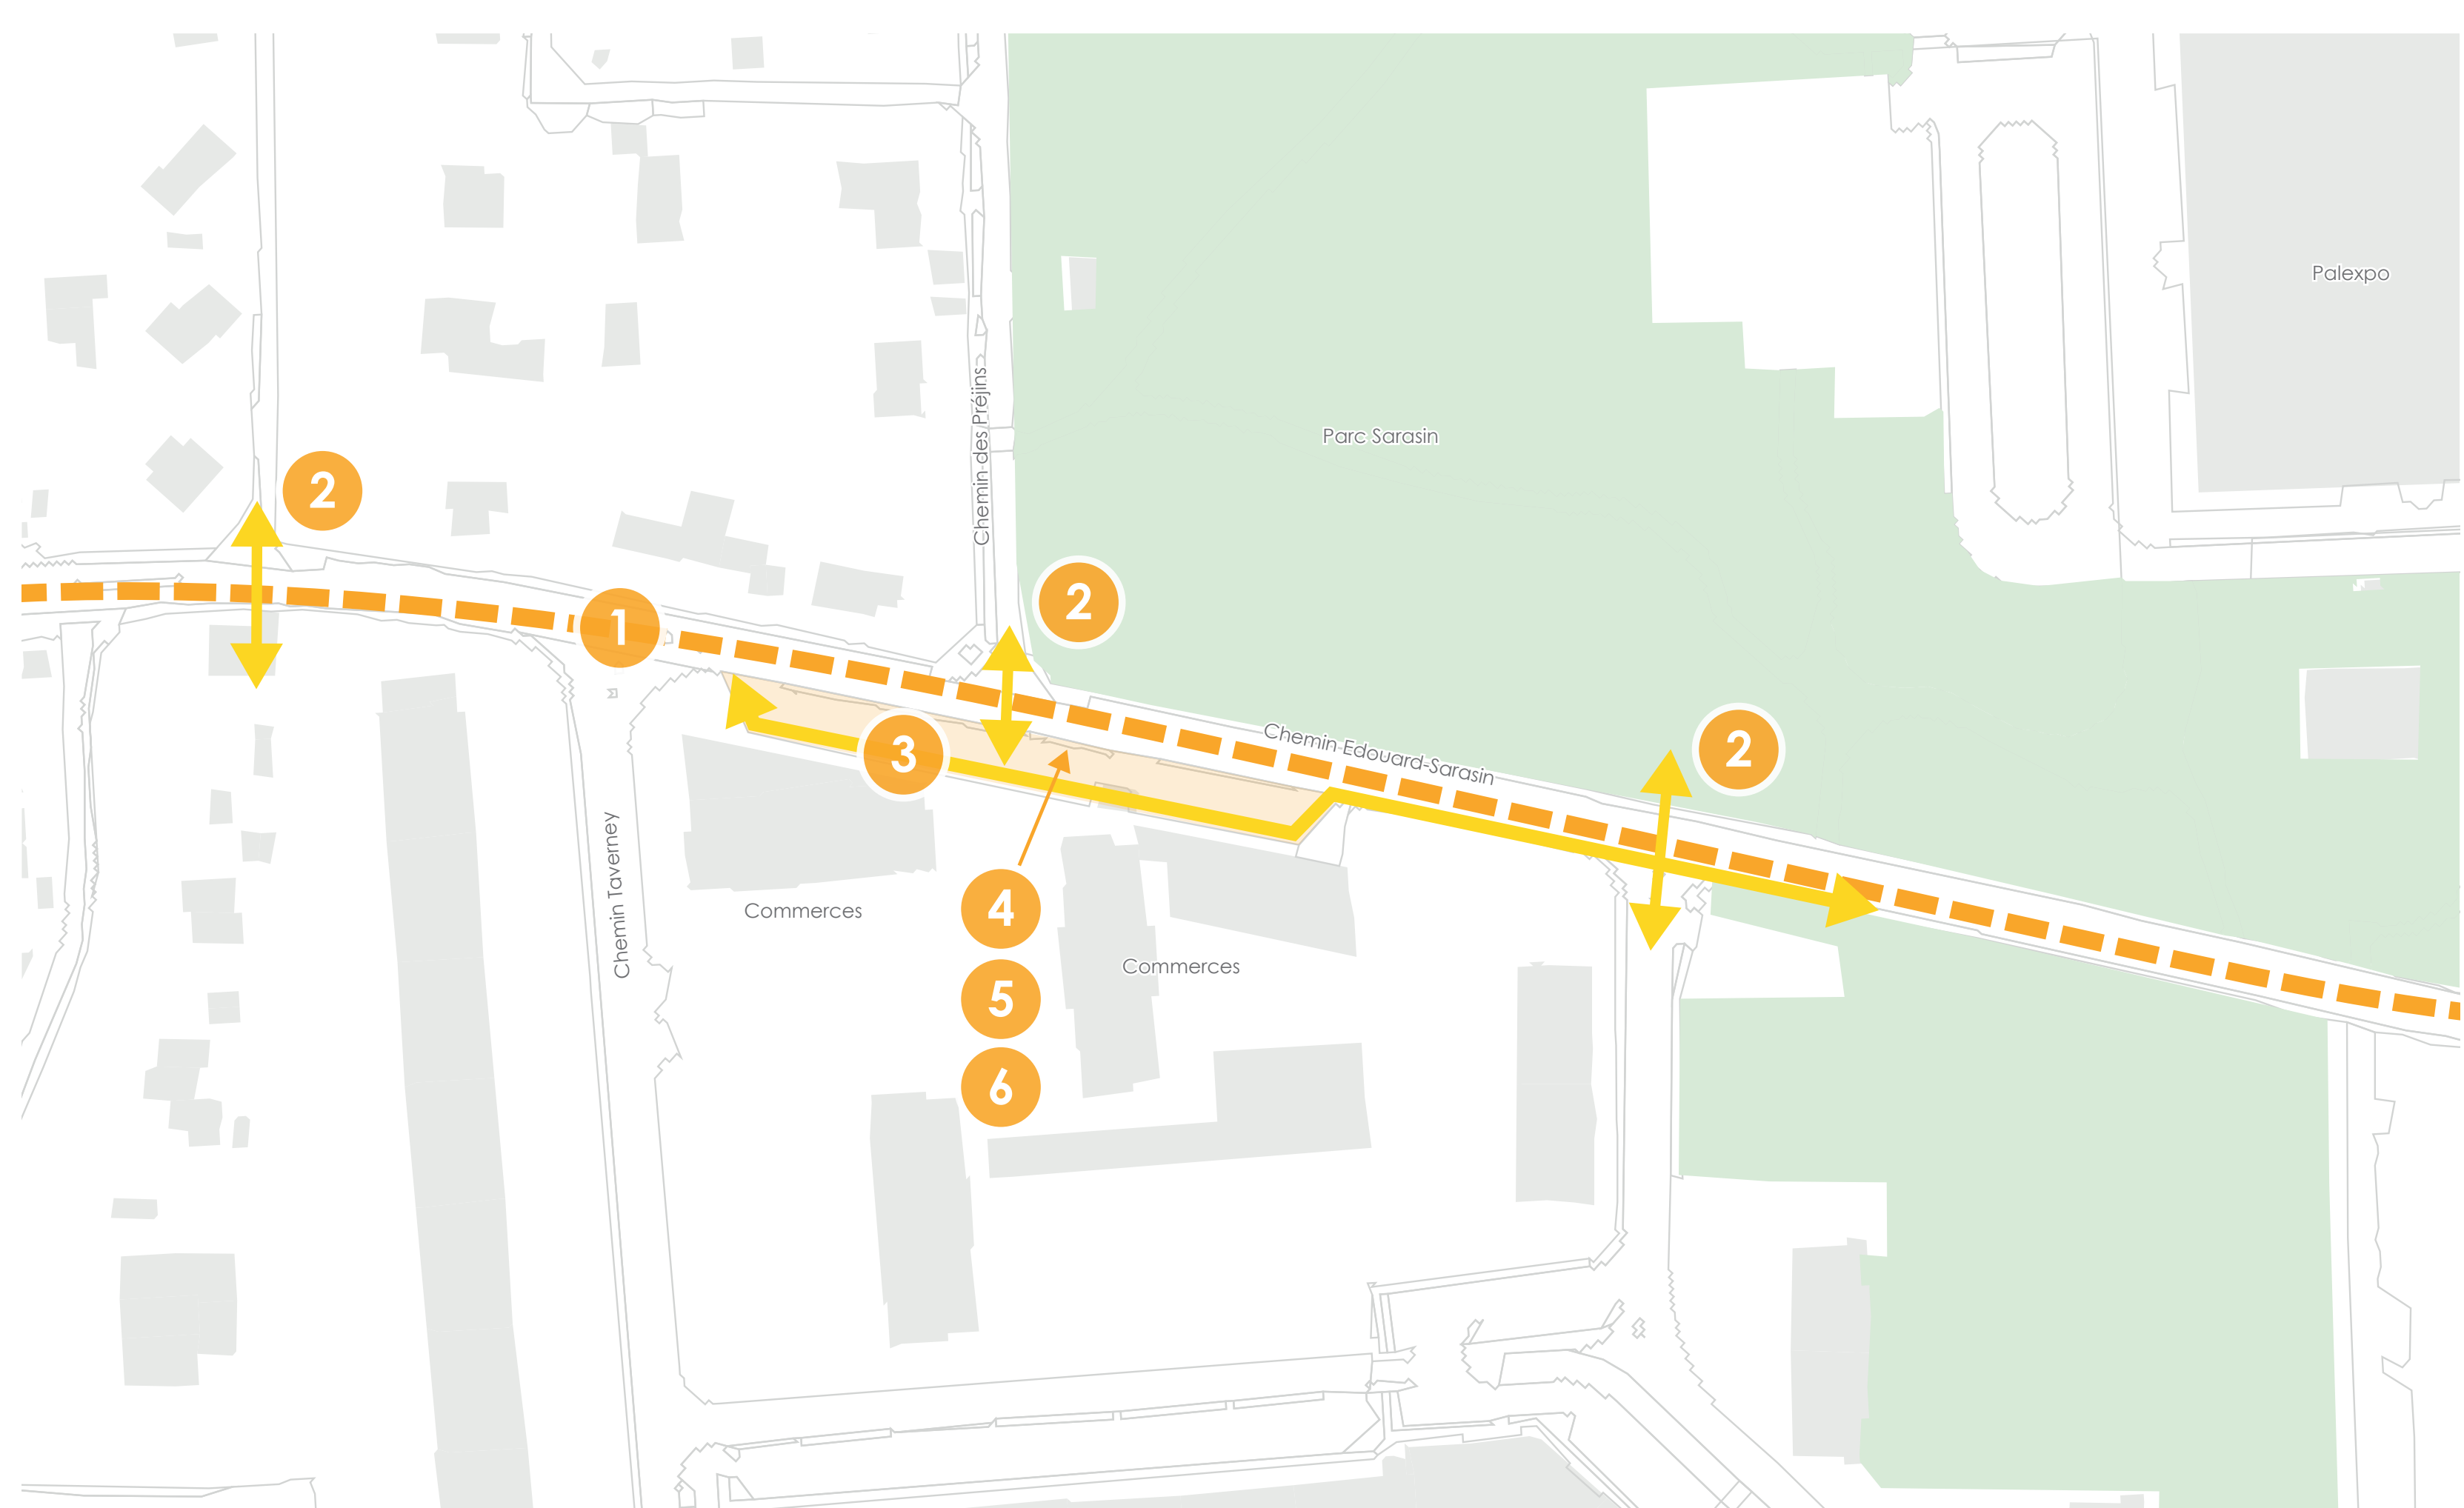 Palexpo
Chemin des Préjins
Parc Sarasin
2
2
1
Chemin Edouard-Sarasin
2
3
Chemin Taverney
Commerces
4
Commerces
5
6